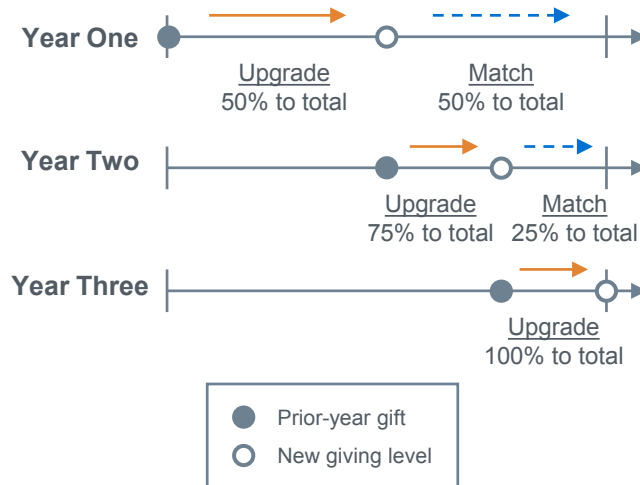 Year One
Upgrade
50% to total
Match
50% to total
Year Two
Upgrade
75% to total
Match
25% to total
Year Three
Upgrade
100% to total
Prior-year gift
New giving level